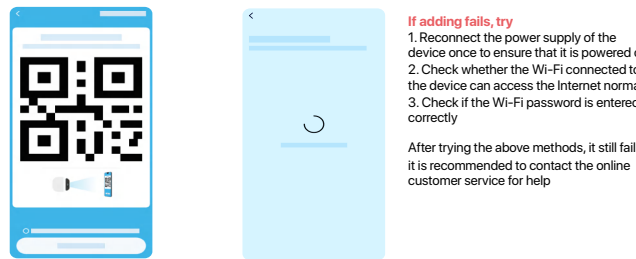 If adding fails, try
1. Reconnect the power supply of the
device once to ensure that it is powered
2. Check whether the Wi-Fi connected to
the device can access the Internet
3. Check if the Wi-Fi password is entered
correctly
After trying the above methods, it still
it is recommended to contact the online
customer service for help